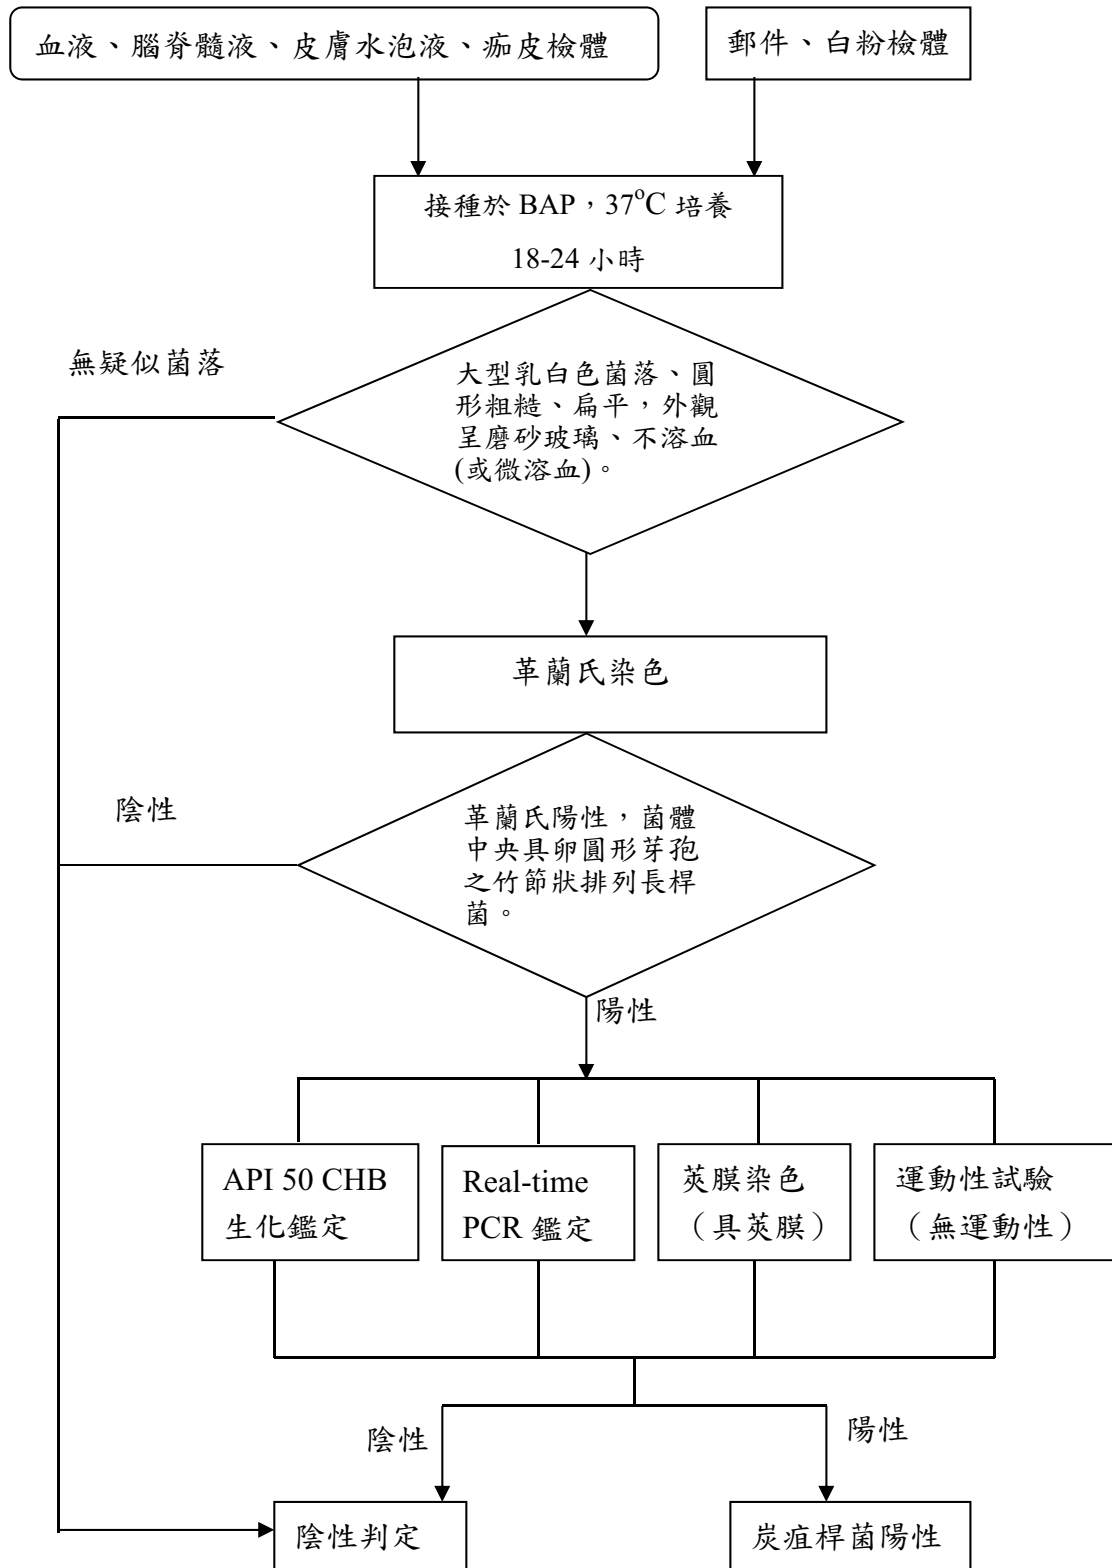 血液、腦脊髓液、皮膚水泡液、痂皮檢體
郵件、白粉檢體
接種於 BAP，37°C 培養
18-24 小時
無疑似菌落
大型乳白色菌落、圓
形粗糙、扁平，外觀
呈磨砂玻璃、不溶血
(或微溶血)。
革蘭氏染色
陰性
革蘭氏陽性，菌體
中央具卵圓形芽孢
之竹節狀排列長桿
菌。
陽性
API 50 CHB
生化鑑定
Real-time
PCR 鑑定
莢膜染色
（具莢膜）
運動性試驗
（無運動性）
陰性
陽性
陰性判定
炭疽桿菌陽性